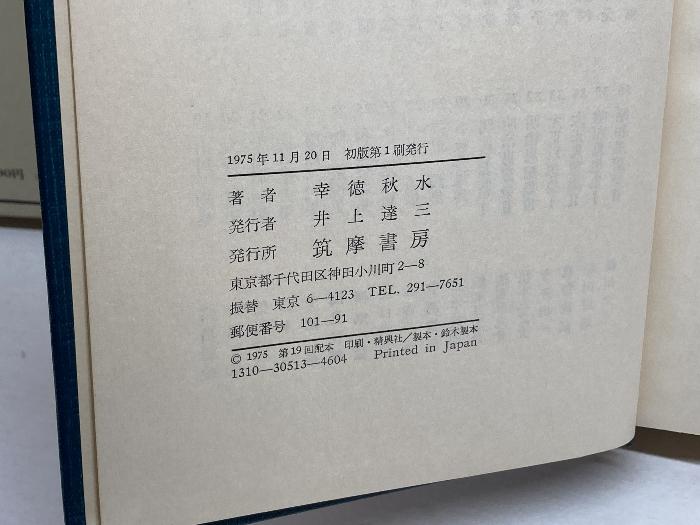 1975年11月20日 初版第1刷発行
著者 幸徳秋水
発行者 井上達三
発行所 筑摩書房
東京都千代田区神田小川町2—8
振替 東京6—4123 TEL. 291—7651
郵便番号 101—91
© 1975 第19回配本 印刷・精興社/製本・鈴木製本
1310—30513—4604 Printed in Japan